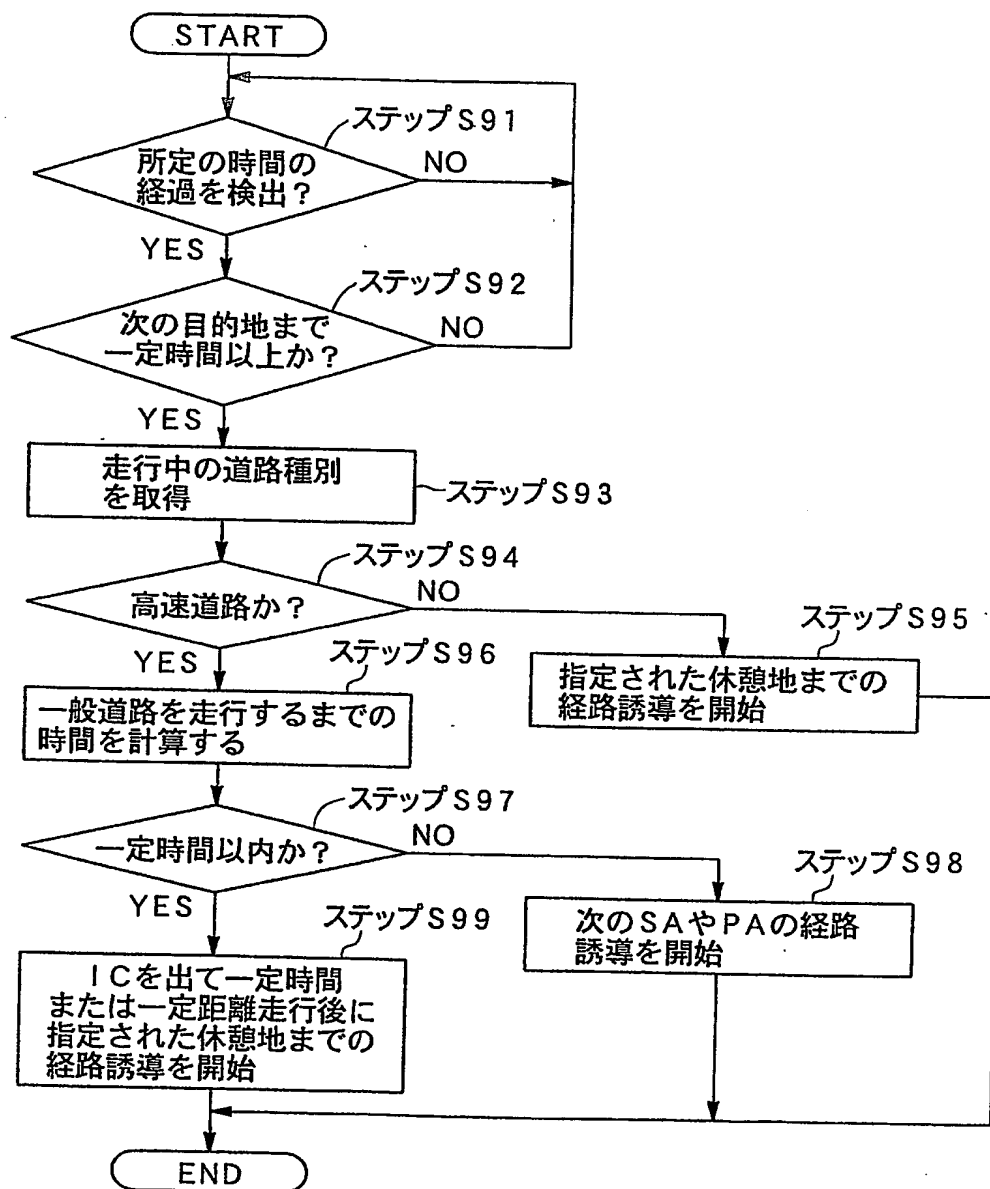 START
ステップS91
所定の時間の
経過を検出？
NO
YES
ステップS92
次の目的地まで
一定時間以上か？
NO
YES
走行中の道路種別
を取得
ステップS93
ステップS94
高速道路か？
NO
YES
ステップS95
指定された休憩地までの
経路誘導を開始
ステップS96
一般道路を走行するまでの
時間を計算する
ステップS97
一定時間以内か？
NO
YES
ステップS98
次のSAやPAの経路
誘導を開始
ステップS99
ICを出て一定時間
または一定距離走行後に
指定された休憩地までの
経路誘導を開始
END